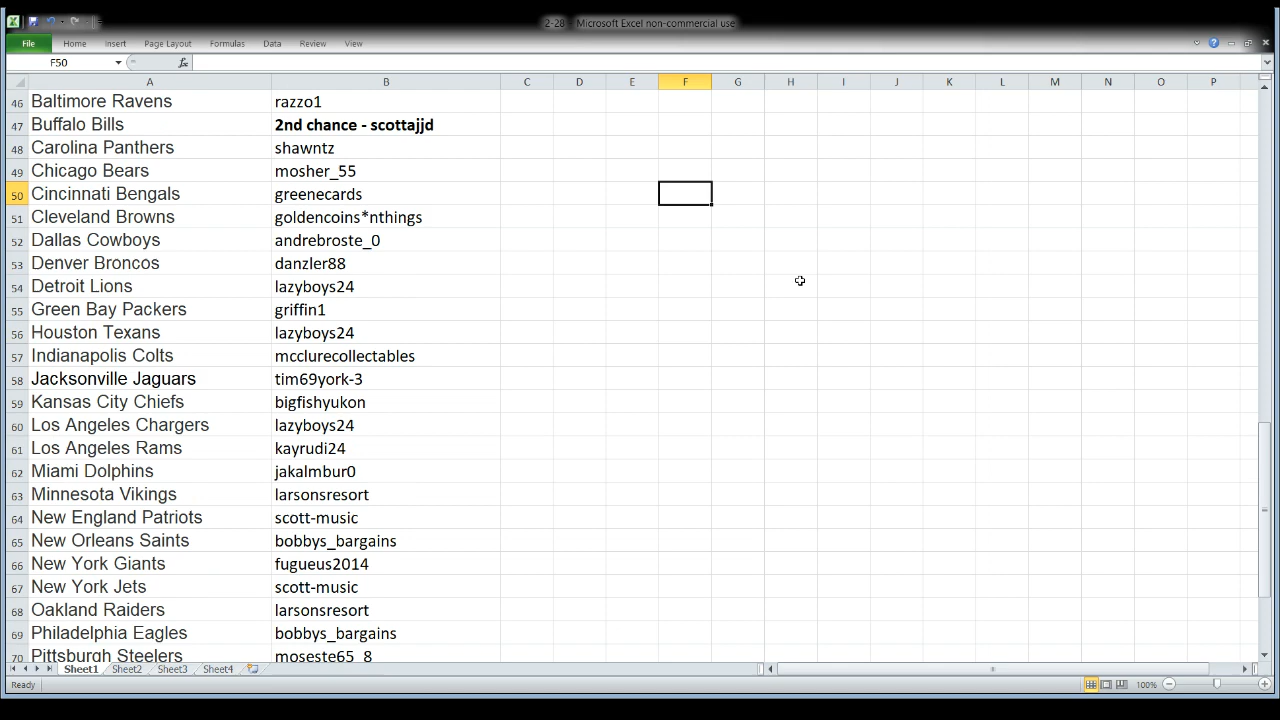 2-28 - Microsoft Excel non-commercial use
File Home Insert Page Layout Formulas Data Review View
F50 fx
A B C D E F G H I J K L M N O P
46 Baltimore Ravens razzo1
47 Buffalo Bills 2nd chance - scottajjd
48 Carolina Panthers shawntz
49 Chicago Bears mosher_55
50 Cincinnati Bengals greenecards
51 Cleveland Browns goldencoins*nthings
52 Dallas Cowboys andrebroste_0
53 Denver Broncos danzler88
54 Detroit Lions lazyboys24
55 Green Bay Packers griffin1
56 Houston Texans lazyboys24
57 Indianapolis Colts mcclurecollectables
58 Jacksonville Jaguars tim69york-3
59 Kansas City Chiefs bigfishyukon
60 Los Angeles Chargers lazyboys24
61 Los Angeles Rams kayrudi24
62 Miami Dolphins jakalmbur0
63 Minnesota Vikings larsonsresort
64 New England Patriots scott-music
65 New Orleans Saints bobbys_bargains
66 New York Giants fugueus2014
67 New York Jets scott-music
68 Oakland Raiders larsonsresort
69 Philadelphia Eagles bobbys_bargains
70 Pittsburgh Steelers moseste65_8
Sheet1 Sheet2 Sheet3 Sheet4
Ready 100%